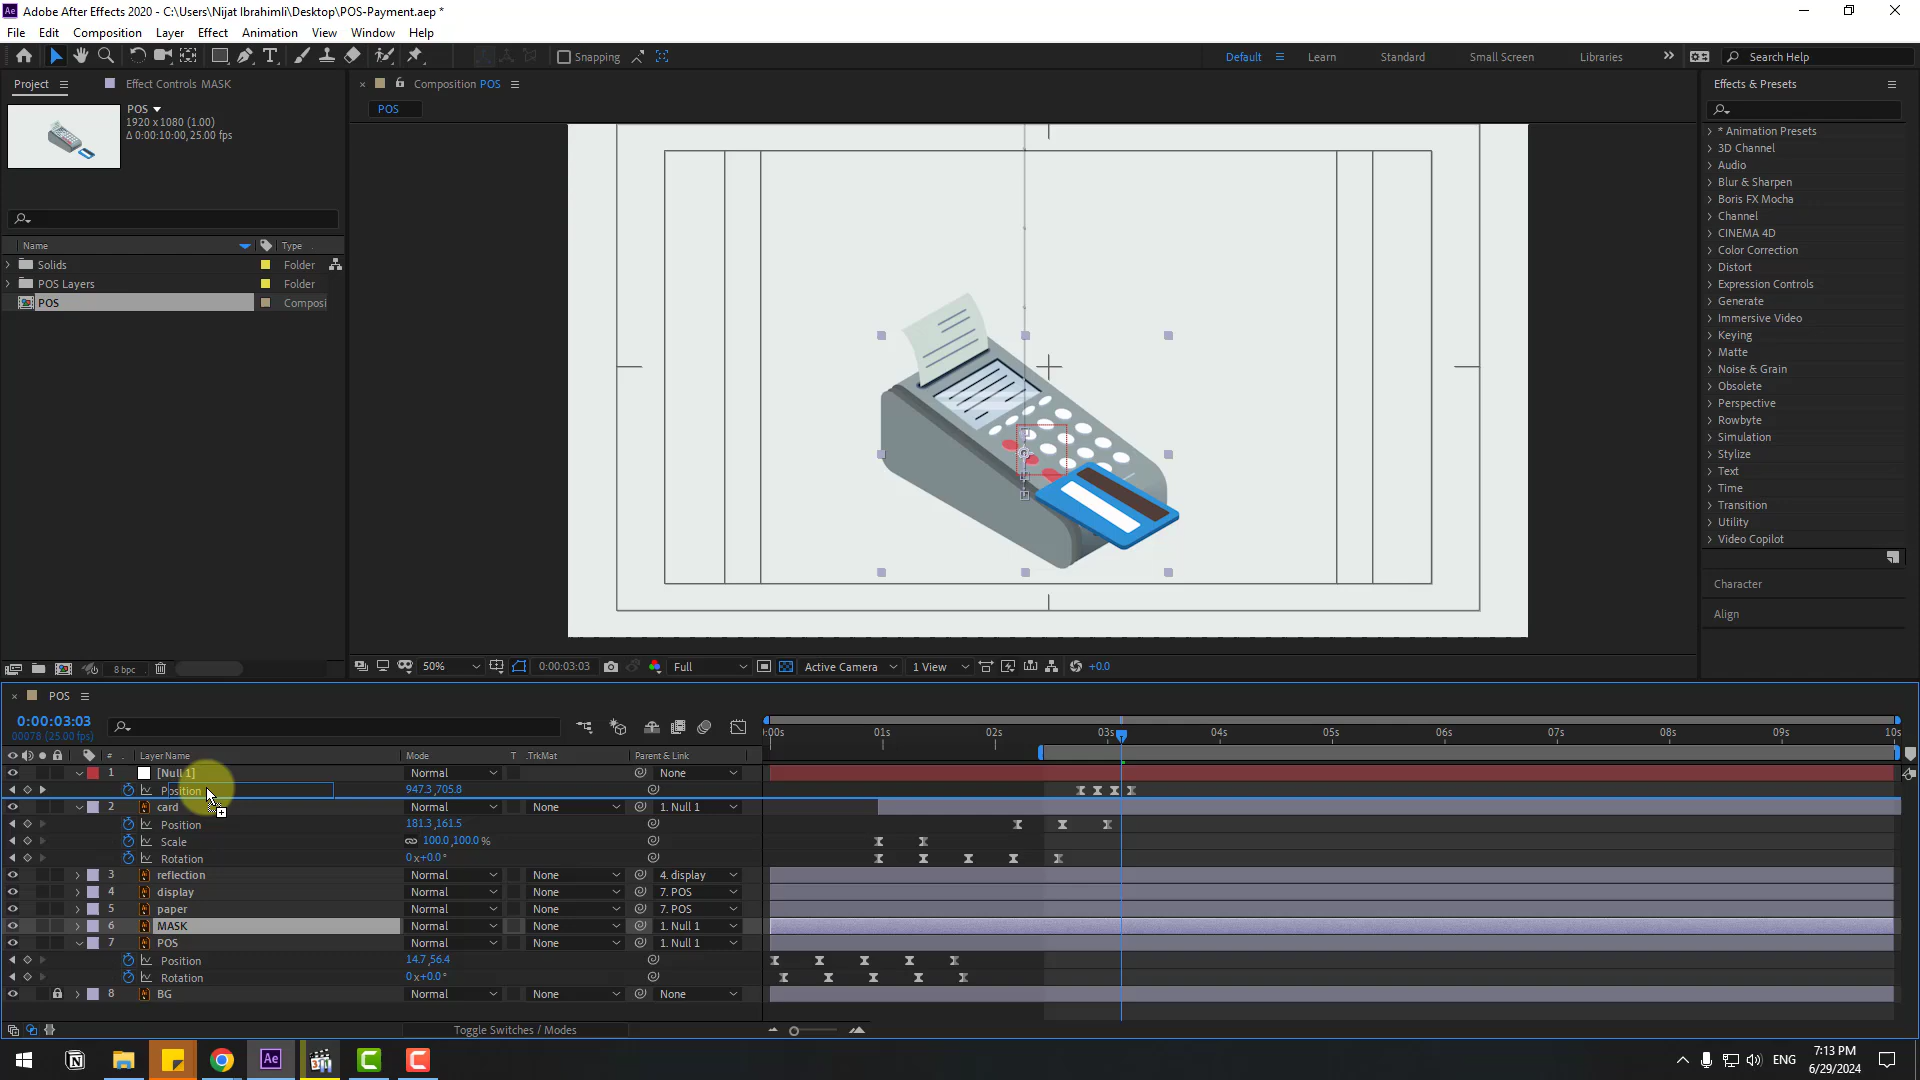 Adobe After Effects 2020 - C:\Users\Nijat Ibrahimli\Desktop\POS-Payment.aep *
File Edit Composition Layer Effect Animation View Window Help
Snapping Default Learn Standard Small Screen Libraries Search Help
Project Effect Controls MASK
POS
1920 x 1080 (1.00)
Δ 0:00:10:00, 25.00 fps
Name Type
Solids Folder
POS Layers Folder
POS Composi
8 bpc
Composition POS
POS
50% 0:00:03:03 Full Active Camera 1 View +0.0
Effects & Presets
* Animation Presets
3D Channel
Audio
Blur & Sharpen
Boris FX Mocha
Channel
CINEMA 4D
Color Correction
Distort
Expression Controls
Generate
Immersive Video
Keying
Matte
Noise & Grain
Obsolete
Perspective
Rowbyte
Simulation
Stylize
Text
Time
Transition
Utility
Video Copilot
Character
Align
POS
0:00:03:03
00078 (25.00 fps)
# Layer Name Mode T .TrkMat Parent & Link
:00s 01s 02s 03s 04s 05s 06s 07s 08s 09s 10s
1 [Null 1] Normal None
Position 947.3,705.8
2 card Normal None 1. Null 1
Position 181.3,161.5
Scale 100.0,100.0%
Rotation 0x+0.0°
3 reflection Normal None 4. display
4 display Normal None 7. POS
5 paper Normal None 7. POS
6 MASK Normal None 1. Null 1
7 POS Normal None 1. Null 1
Position 14.7,56.4
Rotation 0x+0.0°
8 BG Normal None None
Toggle Switches / Modes
ENG 7:13 PM
6/29/2024